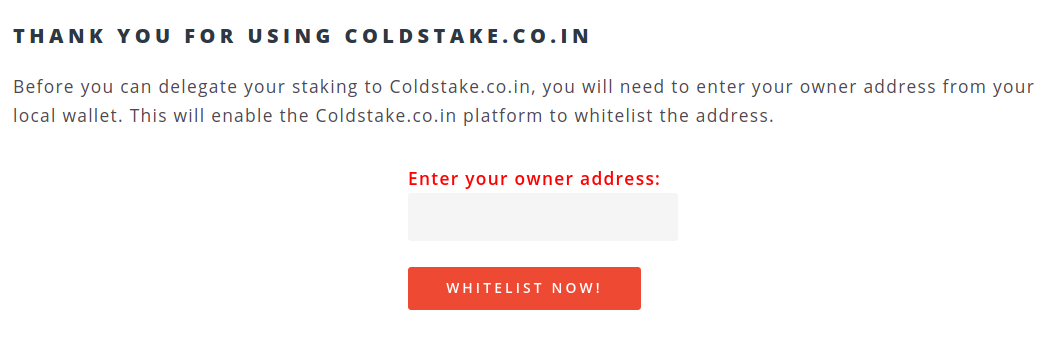 THANK YOU FOR USING COLDSTAKE.CO.IN
Before you can delegate your staking to Coldstake.co.in, you will need to enter your owner address from your
local wallet. This will enable the Coldstake.co.in platform to whitelist the address.
Enter your owner address:
WHITELIST NOW!